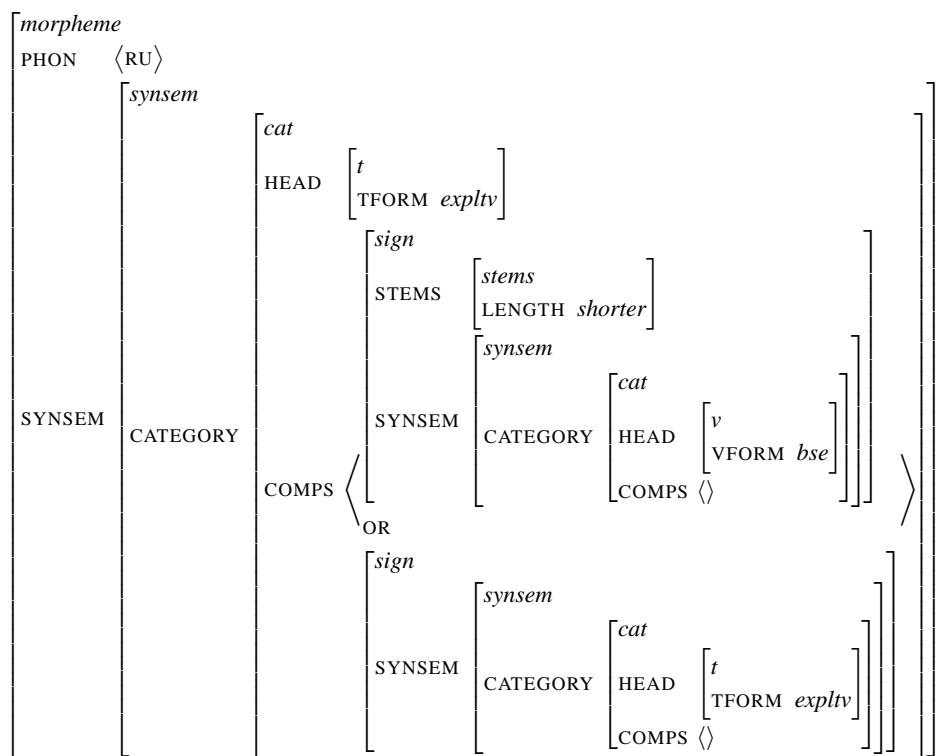 morpheme
PHON ⟨RU⟩
synsem
cat
HEAD t
TFORM expltv
sign
STEMS stems
LENGTH shorter
synsem
cat
SYNSEM CATEGORY HEAD v
VFORM bse
COMPS ⟨⟩
SYNSEM CATEGORY
COMPS
OR
sign
synsem
cat
SYNSEM CATEGORY HEAD t
TFORM expltv
COMPS ⟨⟩